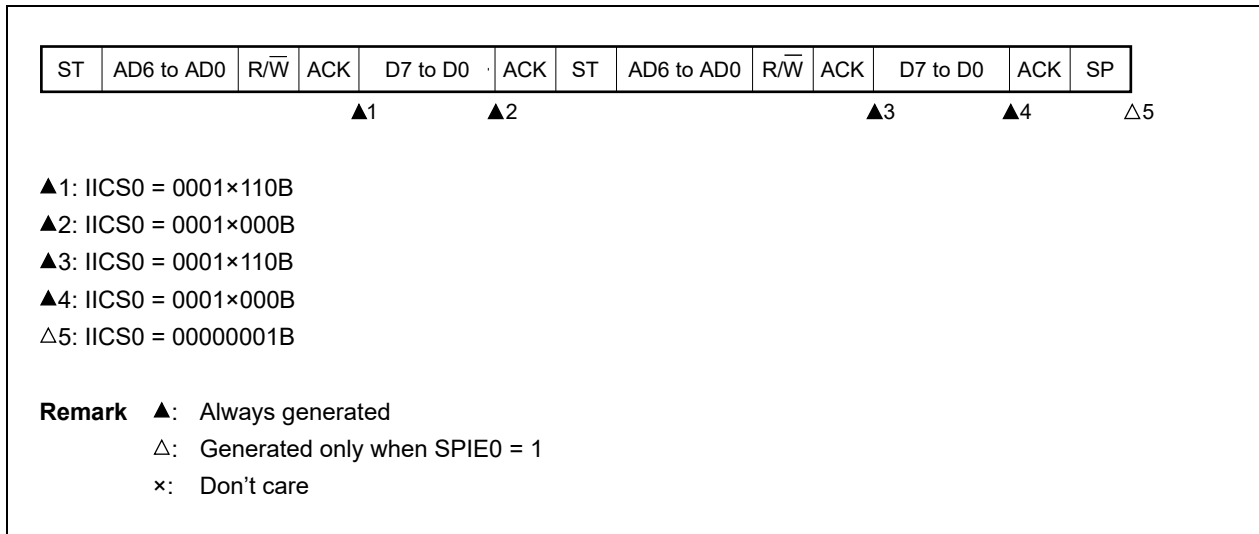 ST AD6 to AD0 R/W̅ ACK D7 to D0 ACK ST AD6 to AD0 R/W̅ ACK D7 to D0 ACK SP
▲1 ▲2 ▲3 ▲4 △5
▲1: IICS0 = 0001×110B
▲2: IICS0 = 0001×000B
▲3: IICS0 = 0001×110B
▲4: IICS0 = 0001×000B
△5: IICS0 = 00000001B
Remark ▲: Always generated
△: Generated only when SPIE0 = 1
×: Don't care